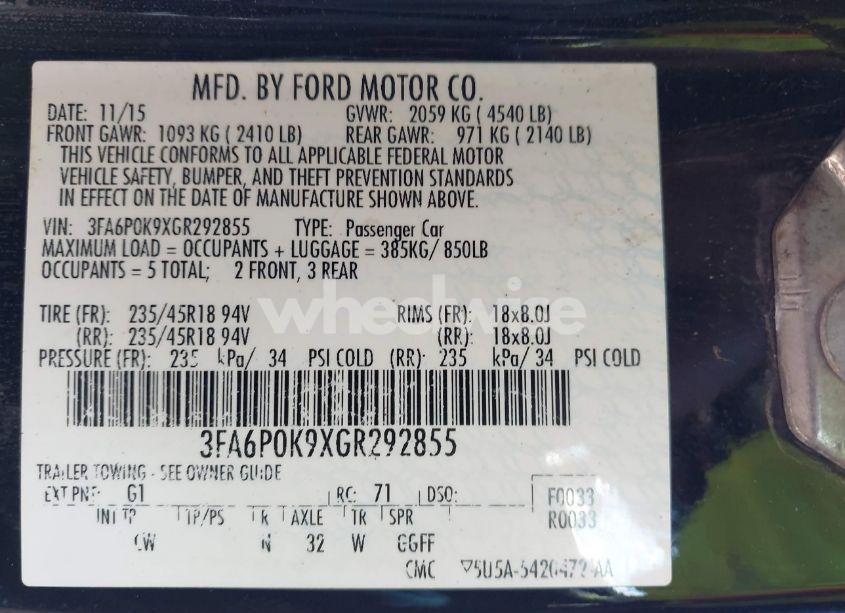 MFD. BY FORD MOTOR CO.
DATE: 11/15 GVWR: 2059 KG ( 4540 LB)
FRONT GAWR: 1093 KG ( 2410 LB) REAR GAWR: 971 KG ( 2140 LB)
THIS VEHICLE CONFORMS TO ALL APPLICABLE FEDERAL MOTOR
VEHICLE SAFETY, BUMPER, AND THEFT PREVENTION STANDARDS
IN EFFECT ON THE DATE OF MANUFACTURE SHOWN ABOVE.
VIN: 3FA6P0K9XGR292855 TYPE: Passenger Car
MAXIMUM LOAD = OCCUPANTS + LUGGAGE = 385KG/ 850LB
OCCUPANTS = 5 TOTAL; 2 FRONT, 3 REAR
wheelwire
TIRE (FR): 235/45R18 94V RIMS (FR): 18x8.0J
(RR): 235/45R18 94V (RR): 18x8.0J
PRESSURE (FR): 235 kPa/ 34 PSI COLD (RR): 235 kPa/ 34 PSI COLD
3FA6P0K9XGR292855
TRAILER TOWING - SEE OWNER GUIDE
EXT PNT: G1 RC: 71 DSO: F0033
INT TR TP/PS R AXLE TR SPR R0033
CW N 32 W GGFF
CMC